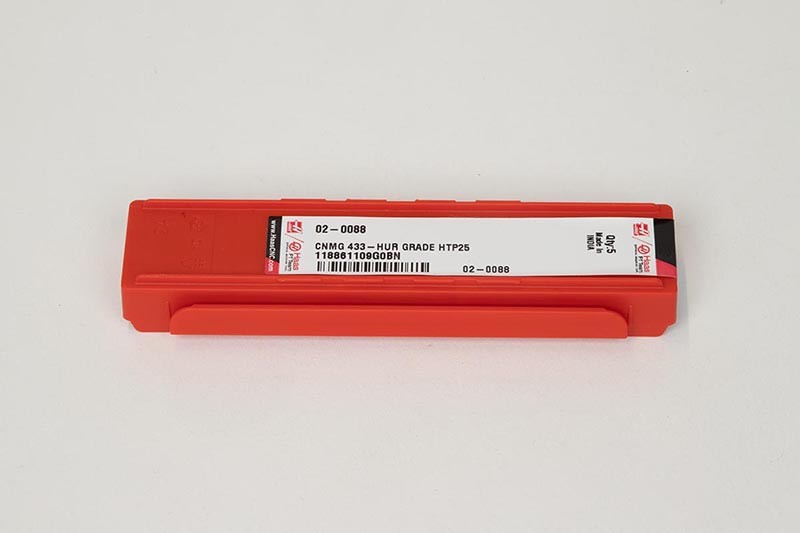 www.HaasCNC.com
Haas
02-0088
CNMG 433-HUR GRADE HTP25
118861109G0BN
02-0088
Qty:5
Made In
INDIA
Haas